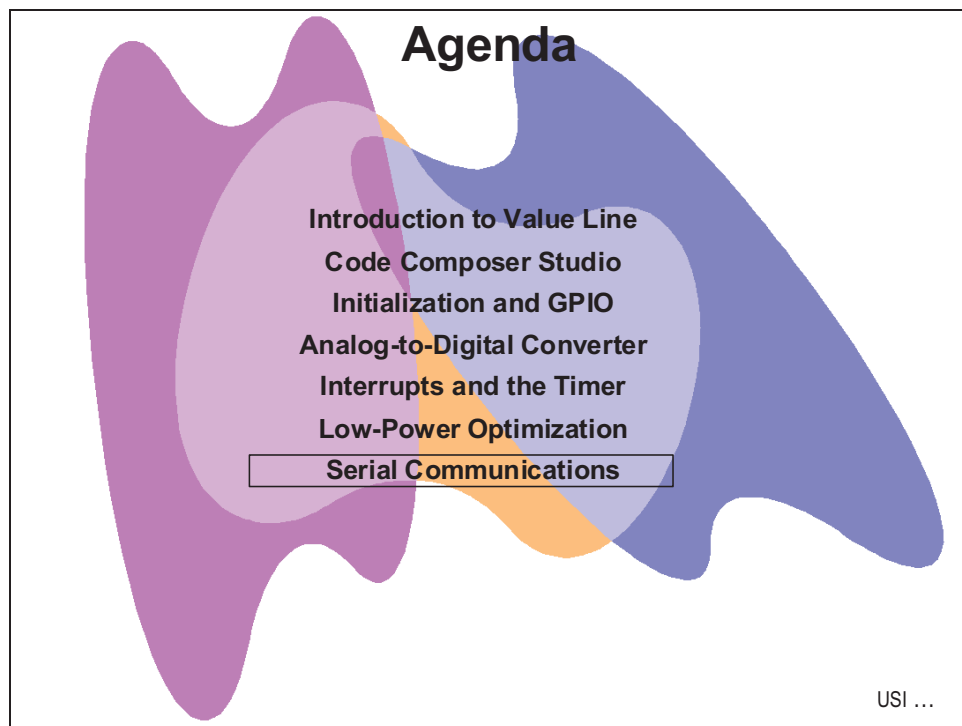 Agenda
Introduction to Value Line
Code Composer Studio
Initialization and GPIO
Analog-to-Digital Converter
Interrupts and the Timer
Low-Power Optimization
Serial Communications
USI …